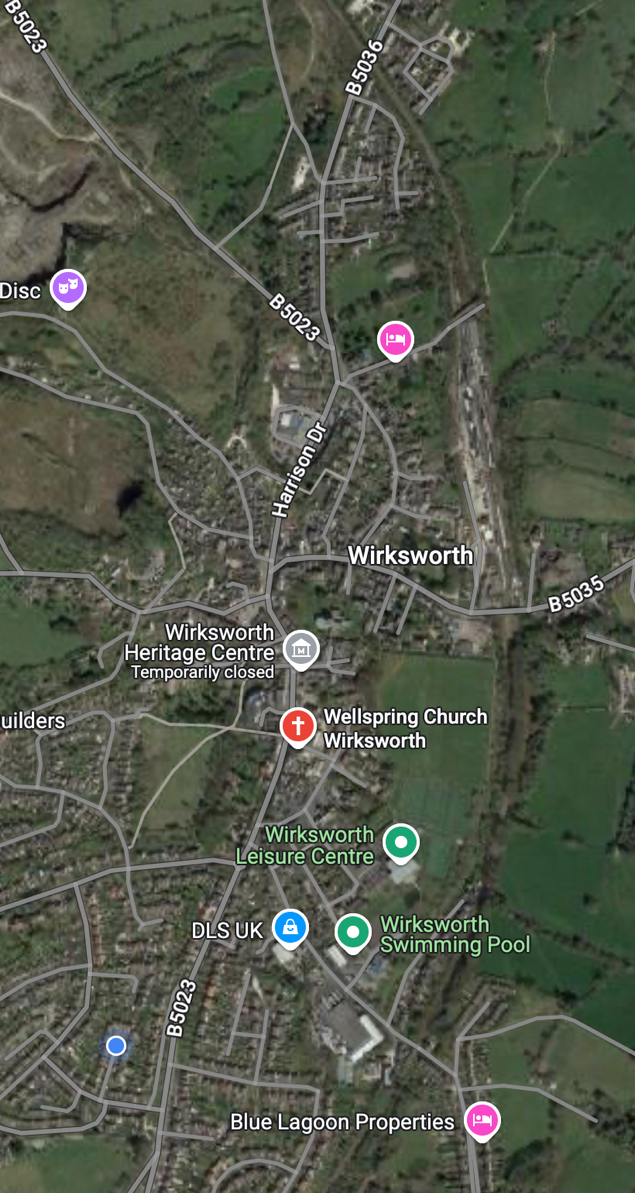 B5023
B5036
Disc
B5023
Harrison Dr
Wirksworth
B5035
Wirksworth
Heritage Centre
Temporarily closed
uilders
Wellspring Church
Wirksworth
Wirksworth
Leisure Centre
DLS UK
Wirksworth
Swimming Pool
B5023
Blue Lagoon Properties